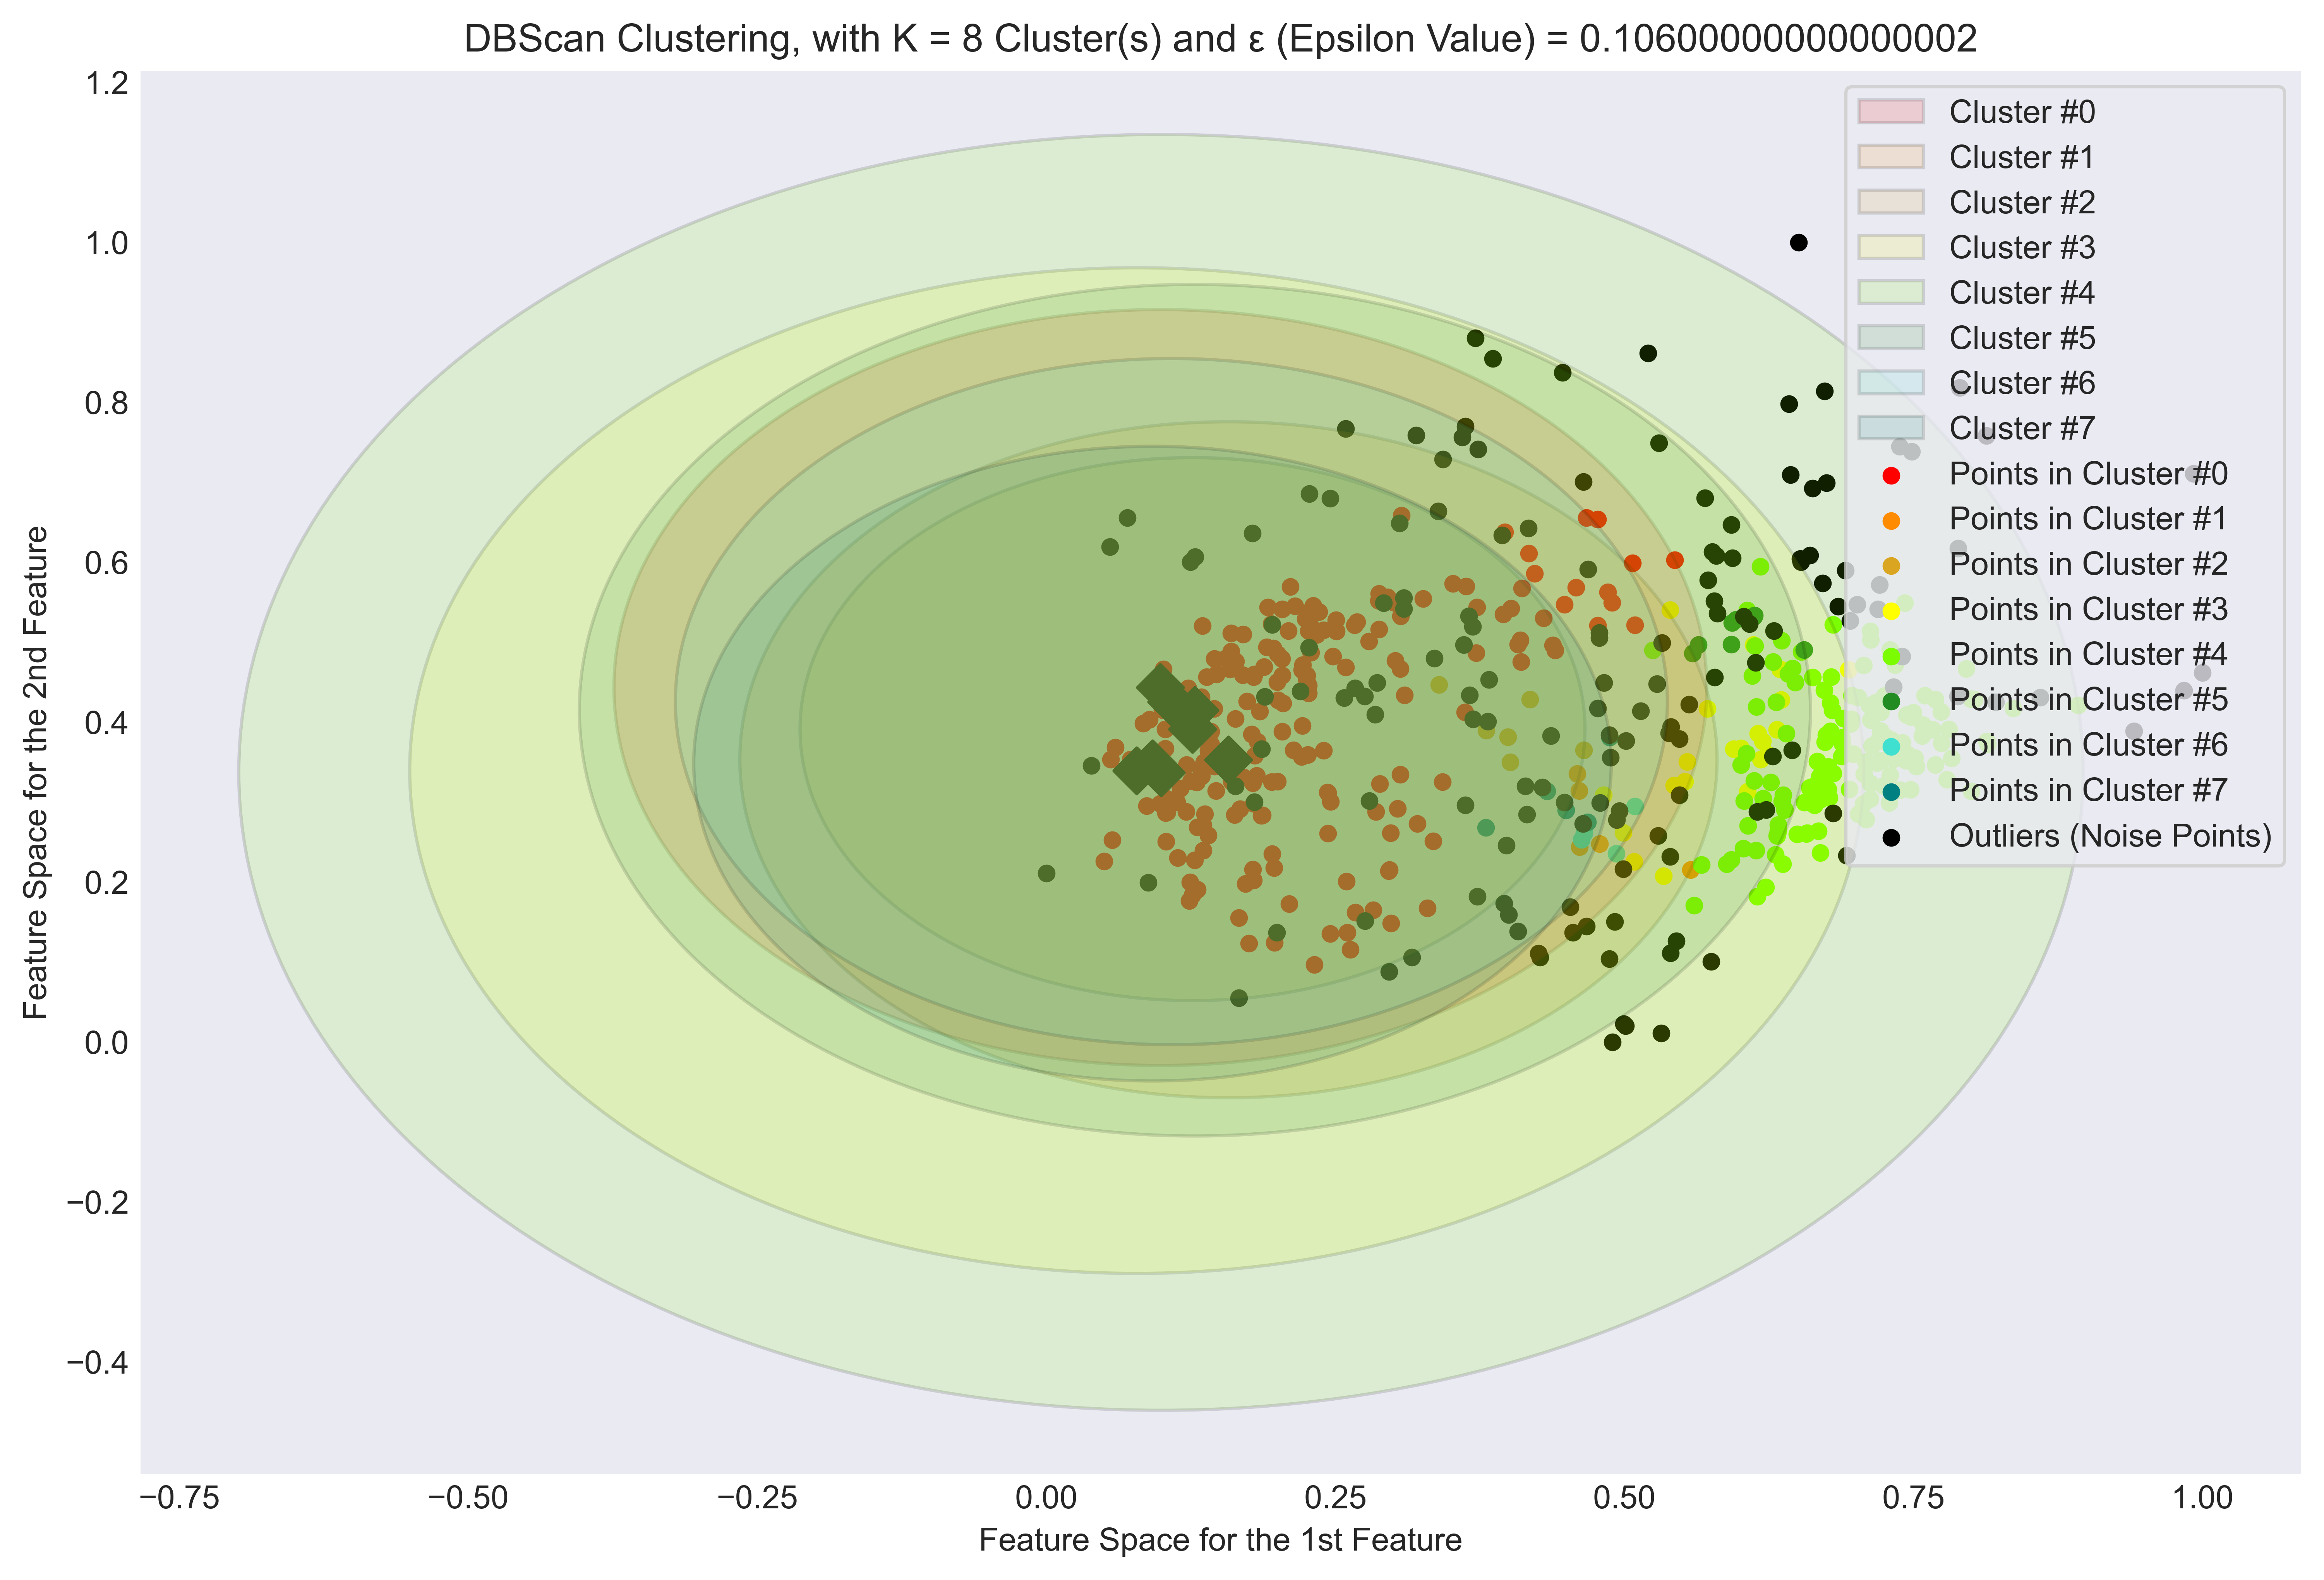 DBScan Clustering, with K = 8 Cluster(s) and ε (Epsilon Value) = 0.10600000000000002
1.2
1.0
0.8
0.6
0.4
0.2
0.0
−0.2
−0.4
Feature Space for the 2nd Feature
Cluster #0
Cluster #1
Cluster #2
Cluster #3
Cluster #4
Cluster #5
Cluster #6
Cluster #7
Points in Cluster #0
Points in Cluster #1
Points in Cluster #2
Points in Cluster #3
Points in Cluster #4
Points in Cluster #5
Points in Cluster #6
Points in Cluster #7
Outliers (Noise Points)
−0.75 −0.50 −0.25 0.00 0.25 0.50 0.75 1.00
Feature Space for the 1st Feature